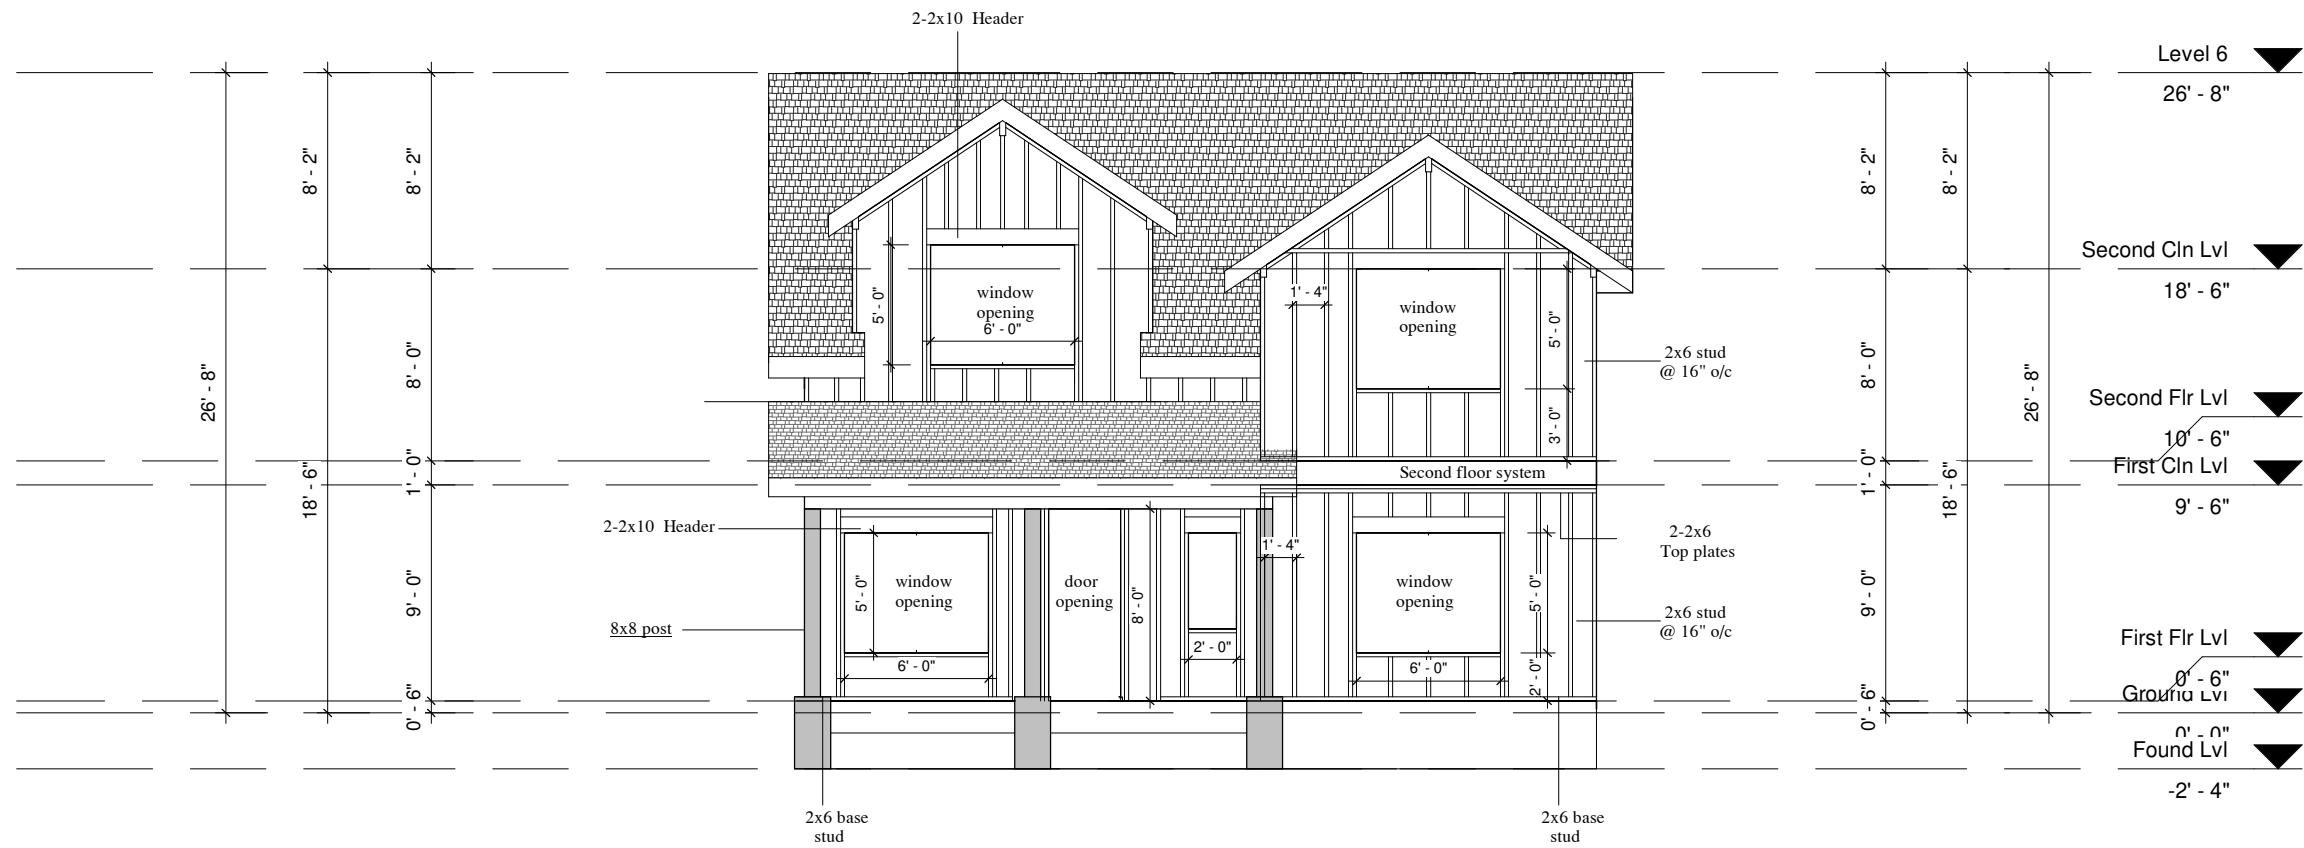 2-2x10 Header
Level 6
26' - 8"
8' - 2"
8' - 2"
8' - 2"
8' - 2"
Second Cln Lvl
18' - 6"
window
opening
6' - 0"
5' - 0"
1' - 4"
window
opening
5' - 0"
3' - 0"
2x6 stud
@ 16" o/c
26' - 8"
8' - 0"
8' - 0"
26' - 8"
Second Flr Lvl
10' - 6"
First Cln Lvl
9' - 6"
18' - 6"
1' - 0"
Second floor system
1' - 0"
18' - 6"
2-2x10 Header
1' - 4"
2-2x6
Top plates
9' - 0"
5' - 0"
window
opening
6' - 0"
door
opening
8' - 0"
2' - 0"
window
opening
6' - 0"
5' - 0"
2' - 0"
2x6 stud
@ 16" o/c
9' - 0"
8x8 post
First Flr Lvl
0' - 6"
Ground Lvl
0' - 0"
0' - 6"
0' - 6"
Found Lvl
-2' - 4"
2x6 base
stud
2x6 base
stud